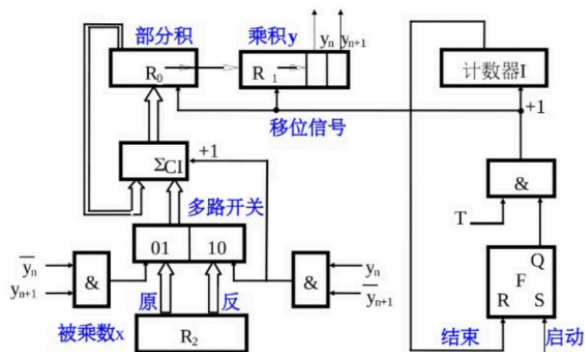 部分积
乘积y
yₙ yₙ₊₁
R₀
R₁
计数器I
移位信号
+1
ΣCI
+1
多路开关
&
T
01 10
Q
F
R S
y̅ₙ
yₙ₊₁
&
&
yₙ
y̅ₙ₊₁
原
反
被乘数x
R₂
结束
启动